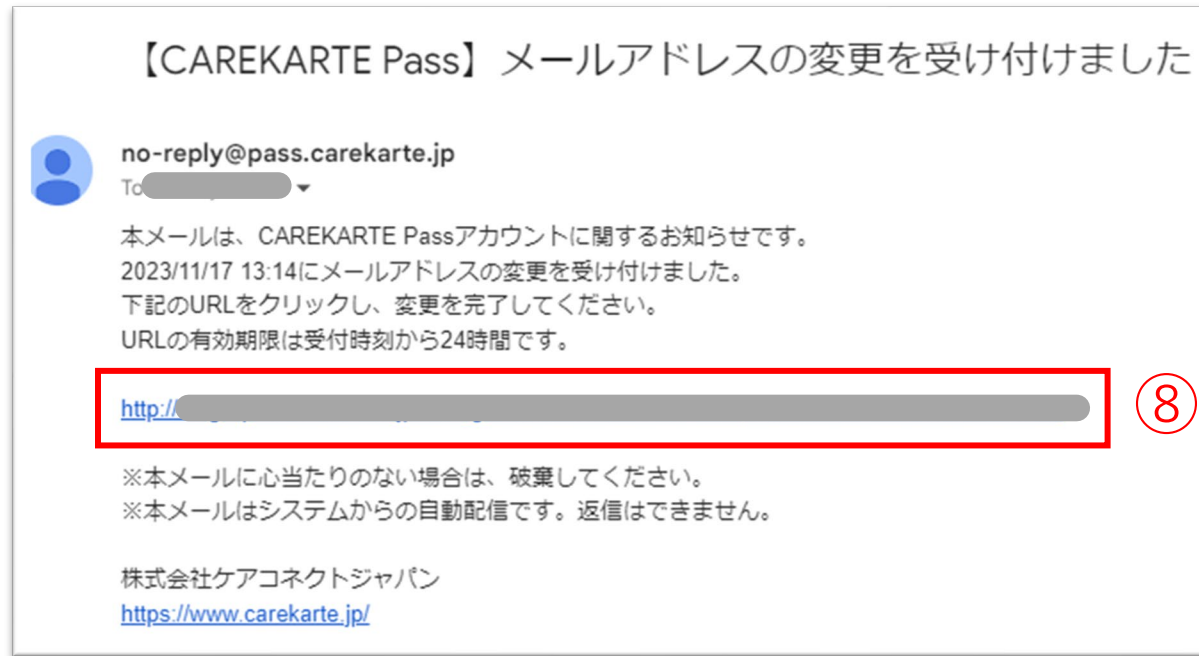 【CAREKARTE Pass】メールアドレスの変更を受け付けました
no-reply@pass.carekarte.jp
To
本メールは、CAREKARTE Passアカウントに関するお知らせです。
2023/11/17 13:14にメールアドレスの変更を受け付けました。
下記のURLをクリックし、変更を完了してください。
URLの有効期限は受付時刻から24時間です。
http://
⑧
※本メールに心当たりのない場合は、破棄してください。
※本メールはシステムからの自動配信です。返信はできません。
株式会社ケアコネクトジャパン
https://www.carekarte.jp/